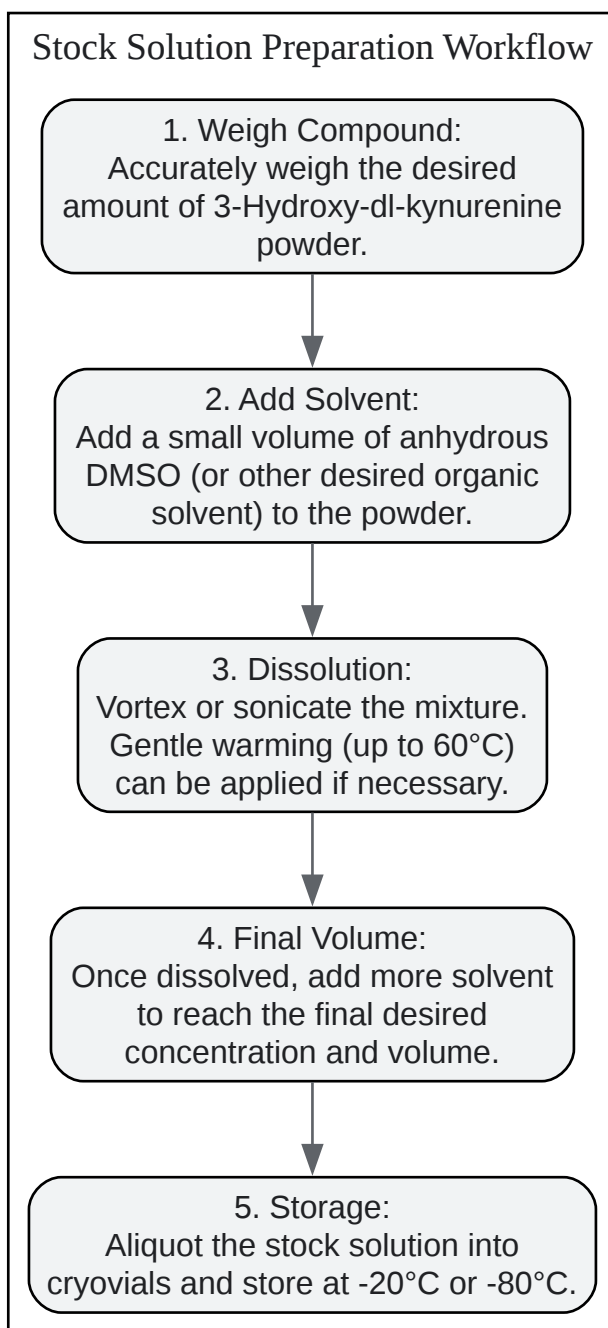 Stock Solution Preparation Workflow
1. Weigh Compound:
Accurately weigh the desired
amount of 3-Hydroxy-dl-kynurenine
powder.
2. Add Solvent:
Add a small volume of anhydrous
DMSO (or other desired organic
solvent) to the powder.
3. Dissolution:
Vortex or sonicate the mixture.
Gentle warming (up to 60°C)
can be applied if necessary.
4. Final Volume:
Once dissolved, add more solvent
to reach the final desired
concentration and volume.
5. Storage:
Aliquot the stock solution into
cryovials and store at -20°C or -80°C.